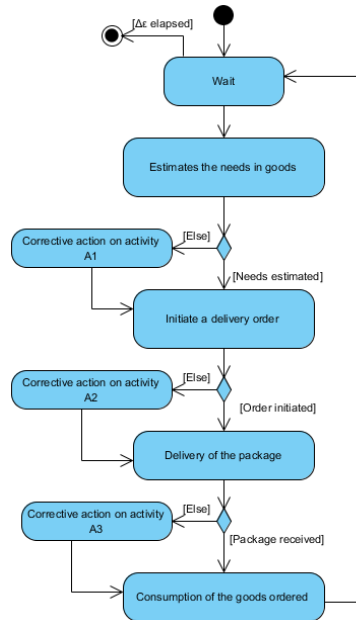 [Δε elapsed]
Wait
Estimates the needs in goods
[Else]
Corrective action on activity
A1
[Needs estimated]
Initiate a delivery order
[Else]
Corrective action on activity
A2
[Order initiated]
Delivery of the package
[Else]
Corrective action on activity
A3
[Package received]
Consumption of the goods ordered